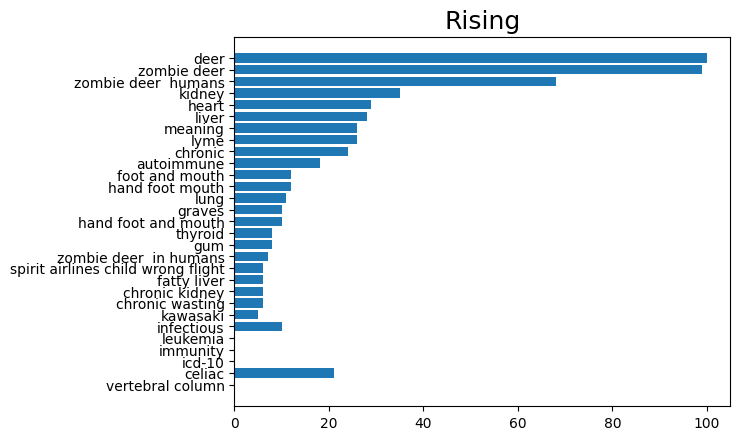 Rising
deer
zombie deer
zombie deer  humans
kidney
heart
liver
meaning
lyme
chronic
autoimmune
foot and mouth
hand foot mouth
lung
graves
hand foot and mouth
thyroid
gum
zombie deer  in humans
spirit airlines child wrong flight
fatty liver
chronic kidney
chronic wasting
kawasaki
infectious
leukemia
immunity
icd-10
celiac
vertebral column
0 20 40 60 80 100